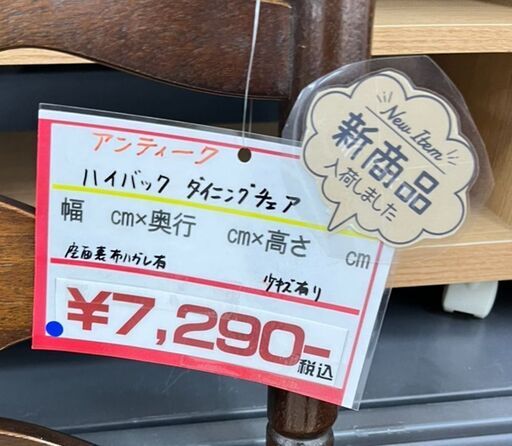 アンティーク
ハイバック ダイニングチェア
幅 cm×奥行 cm×高さ cm
座面裏布ハガレ有
少キズ有り
¥7,290-
税込
New Item
新商品
入荷しました